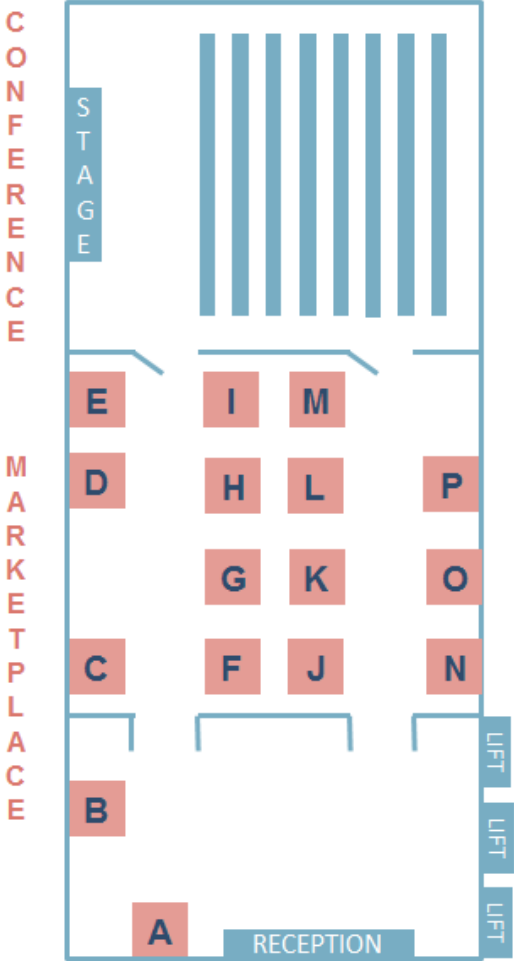 CONFERENCE
STAGE
E I M
D H L P
G K O
C F J N
MARKETPLACE
LIFT
B
LIFT
A
RECEPTION
LIFT